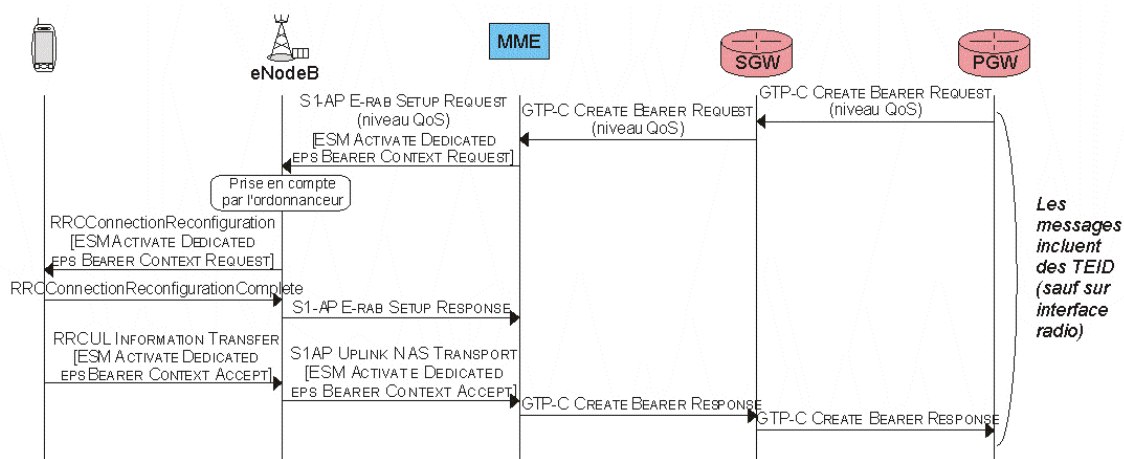 eNodeB
MME
SGW
PGW
GTP-C CREATE BEARER REQUEST
(niveau QoS)
GTP-C CREATE BEARER REQUEST
(niveau QoS)
S1-AP E-RAB SETUP REQUEST
(niveau QoS)
[ESM ACTIVATE DEDICATED
EPS BEARER CONTEXT REQUEST]
Prise en compte
par l'ordonnanceur
RRCConnectionReconfiguration
[ESM ACTIVATE DEDICATED
EPS BEARER CONTEXT REQUEST]
RRCConnectionReconfigurationComplete
S1-AP E-RAB SETUP RESPONSE
RRCUL INFORMATION TRANSFER
[ESM ACTIVATE DEDICATED
EPS BEARER CONTEXT ACCEPT]
S1AP UPLINK NAS TRANSPORT
[ESM ACTIVATE DEDICATED
EPS BEARER CONTEXT ACCEPT]
GTP-C CREATE BEARER RESPONSE
GTP-C CREATE BEARER RESPONSE
Les
messages
incluent
des TEID
(sauf sur
interface
radio)